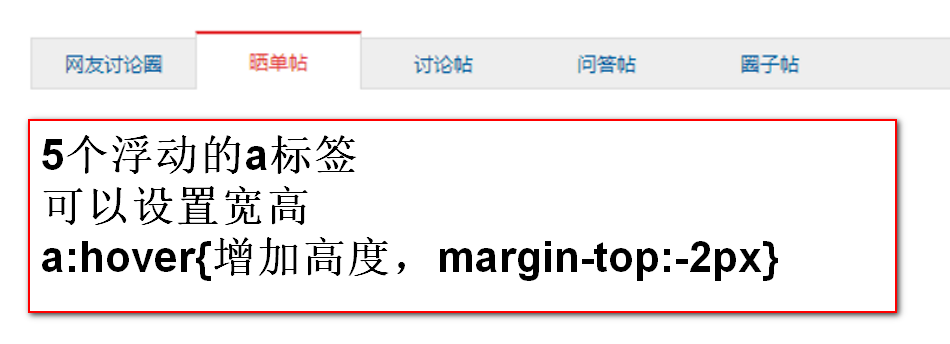 网友讨论圈 晒单帖 讨论帖 问答帖 圈子帖
5个浮动的a标签
可以设置宽高
a:hover{增加高度，margin-top:-2px}